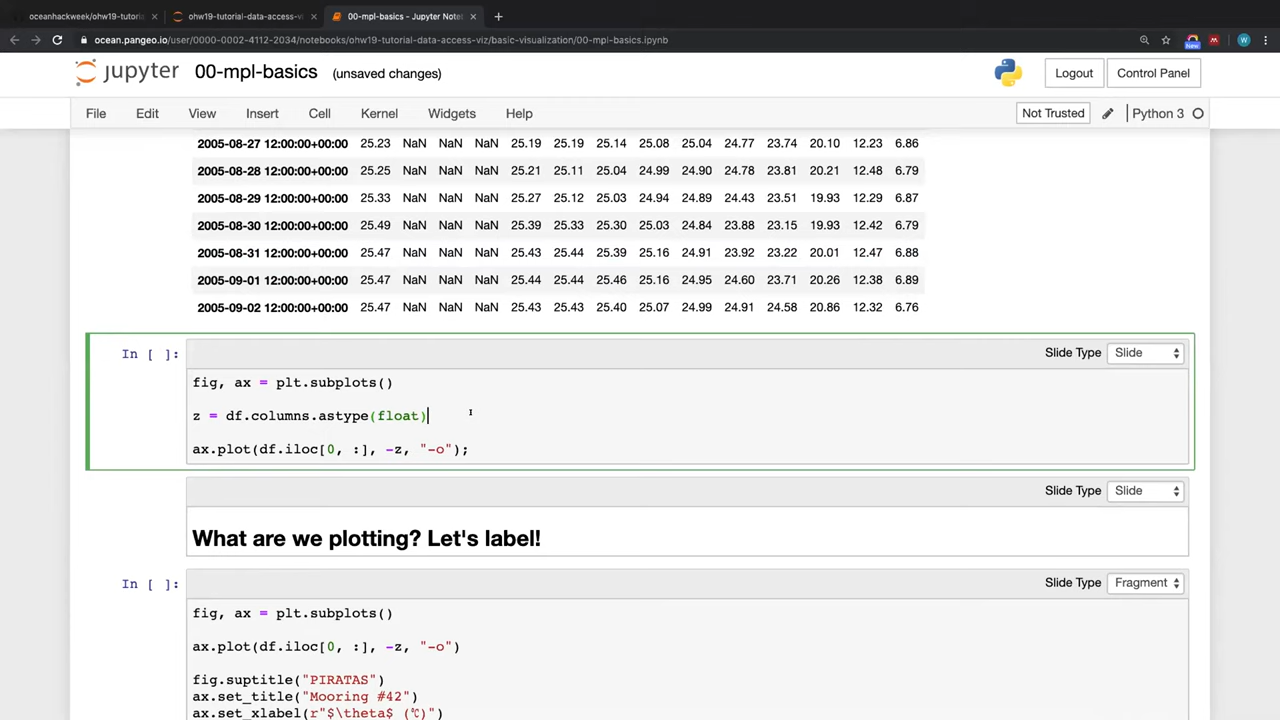 oceanhackweek/ohw19-tutoria
ohw19-tutorial-data-access-vi
00-mpl-basics - Jupyter Note
ocean.pangeo.io/user/0000-0002-4112-2034/notebooks/ohw19-tutorial-data-access-viz/basic-visualization/00-mpl-basics.ipynb
New
W
jupyter 00-mpl-basics (unsaved changes)
Logout Control Panel
File Edit View Insert Cell Kernel Widgets Help Not Trusted Python 3
2005-08-27 12:00:00+00:00 25.23 NaN NaN NaN 25.19 25.19 25.14 25.08 25.04 24.77 23.74 20.10 12.23 6.86
2005-08-28 12:00:00+00:00 25.25 NaN NaN NaN 25.21 25.11 25.04 24.99 24.90 24.78 23.81 20.21 12.48 6.79
2005-08-29 12:00:00+00:00 25.33 NaN NaN NaN 25.27 25.12 25.03 24.94 24.89 24.43 23.51 19.93 12.29 6.87
2005-08-30 12:00:00+00:00 25.49 NaN NaN NaN 25.39 25.33 25.30 25.03 24.84 23.88 23.15 19.93 12.42 6.79
2005-08-31 12:00:00+00:00 25.47 NaN NaN NaN 25.43 25.44 25.39 25.16 24.91 23.92 23.22 20.01 12.47 6.88
2005-09-01 12:00:00+00:00 25.47 NaN NaN NaN 25.44 25.44 25.46 25.16 24.95 24.60 23.71 20.26 12.38 6.89
2005-09-02 12:00:00+00:00 25.47 NaN NaN NaN 25.43 25.43 25.40 25.07 24.99 24.91 24.58 20.86 12.32 6.76
In [ ]: Slide Type Slide
fig, ax = plt.subplots()
z = df.columns.astype(float)
ax.plot(df.iloc[0, :], -z, "-o");
Slide Type Slide
What are we plotting? Let's label!
In [ ]: Slide Type Fragment
fig, ax = plt.subplots()
ax.plot(df.iloc[0, :], -z, "-o")
fig.suptitle("PIRATAS")
ax.set_title("Mooring #42")
ax.set_xlabel(r"$\theta$ (℃)")